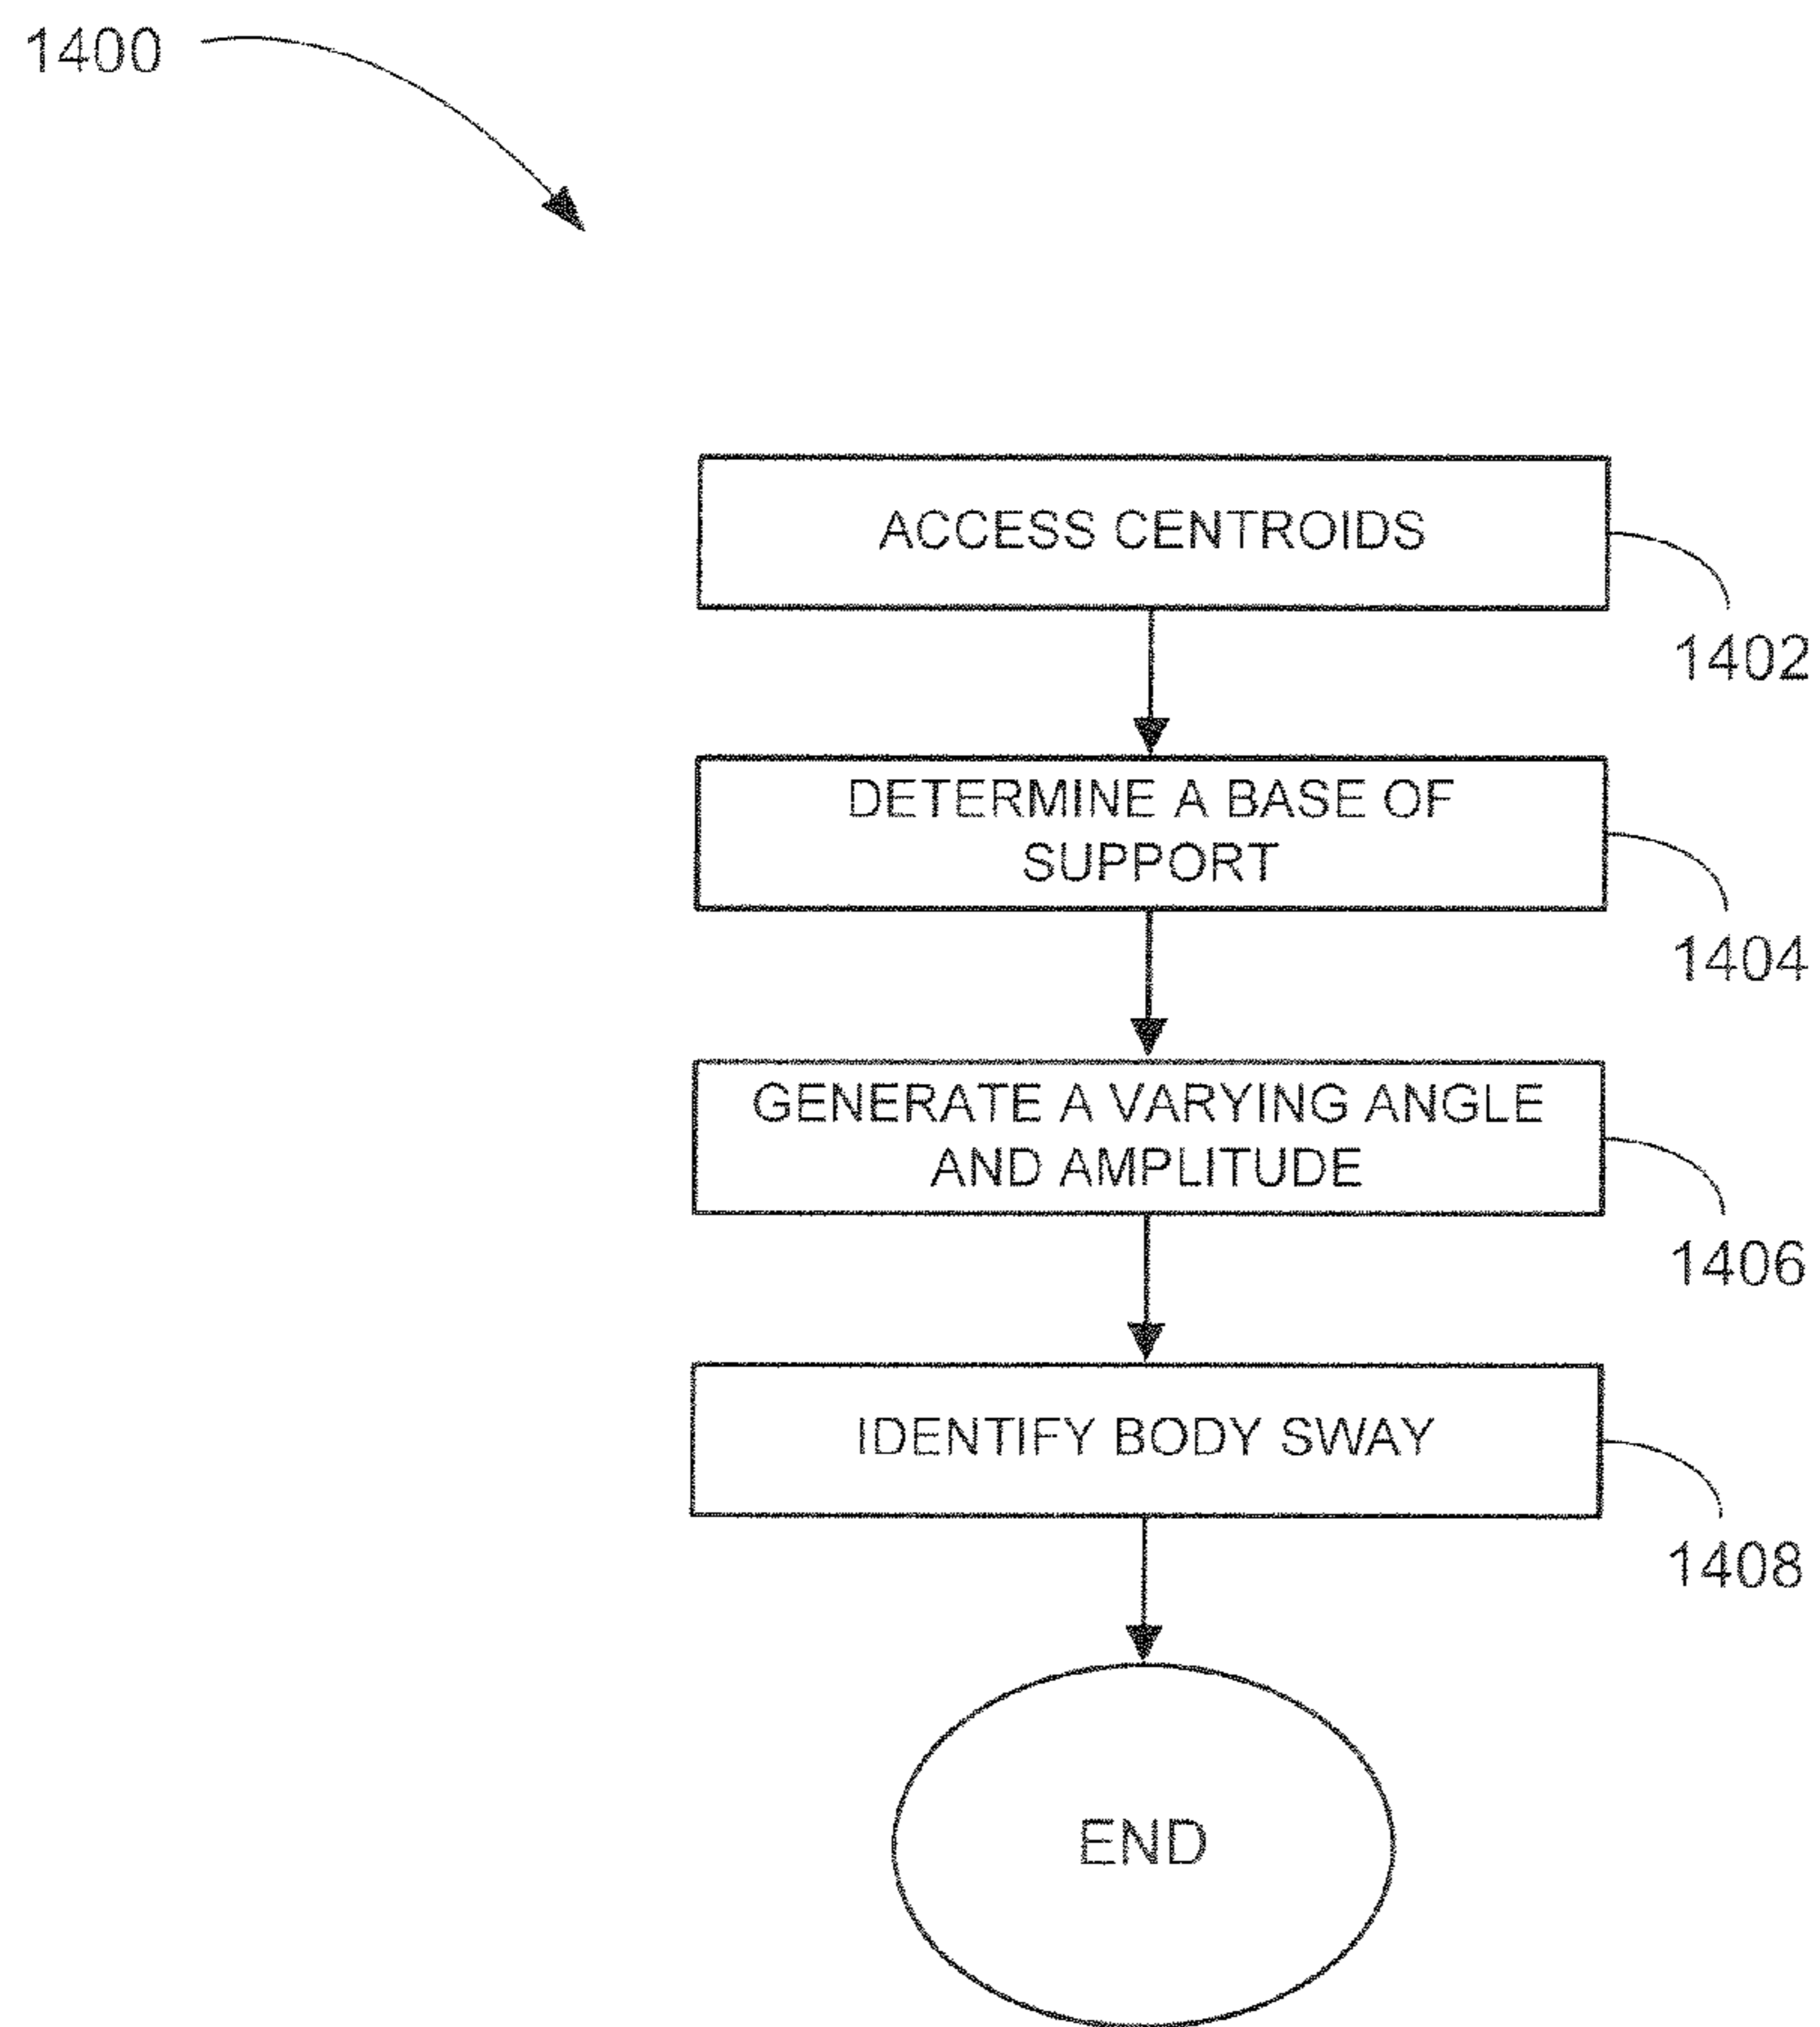 1400
ACCESS CENTROIDS
1402
DETERMINE A BASE OF
SUPPORT
1404
GENERATE A VARYING ANGLE
AND AMPLITUDE
1406
IDENTIFY BODY SWAY
1408
END